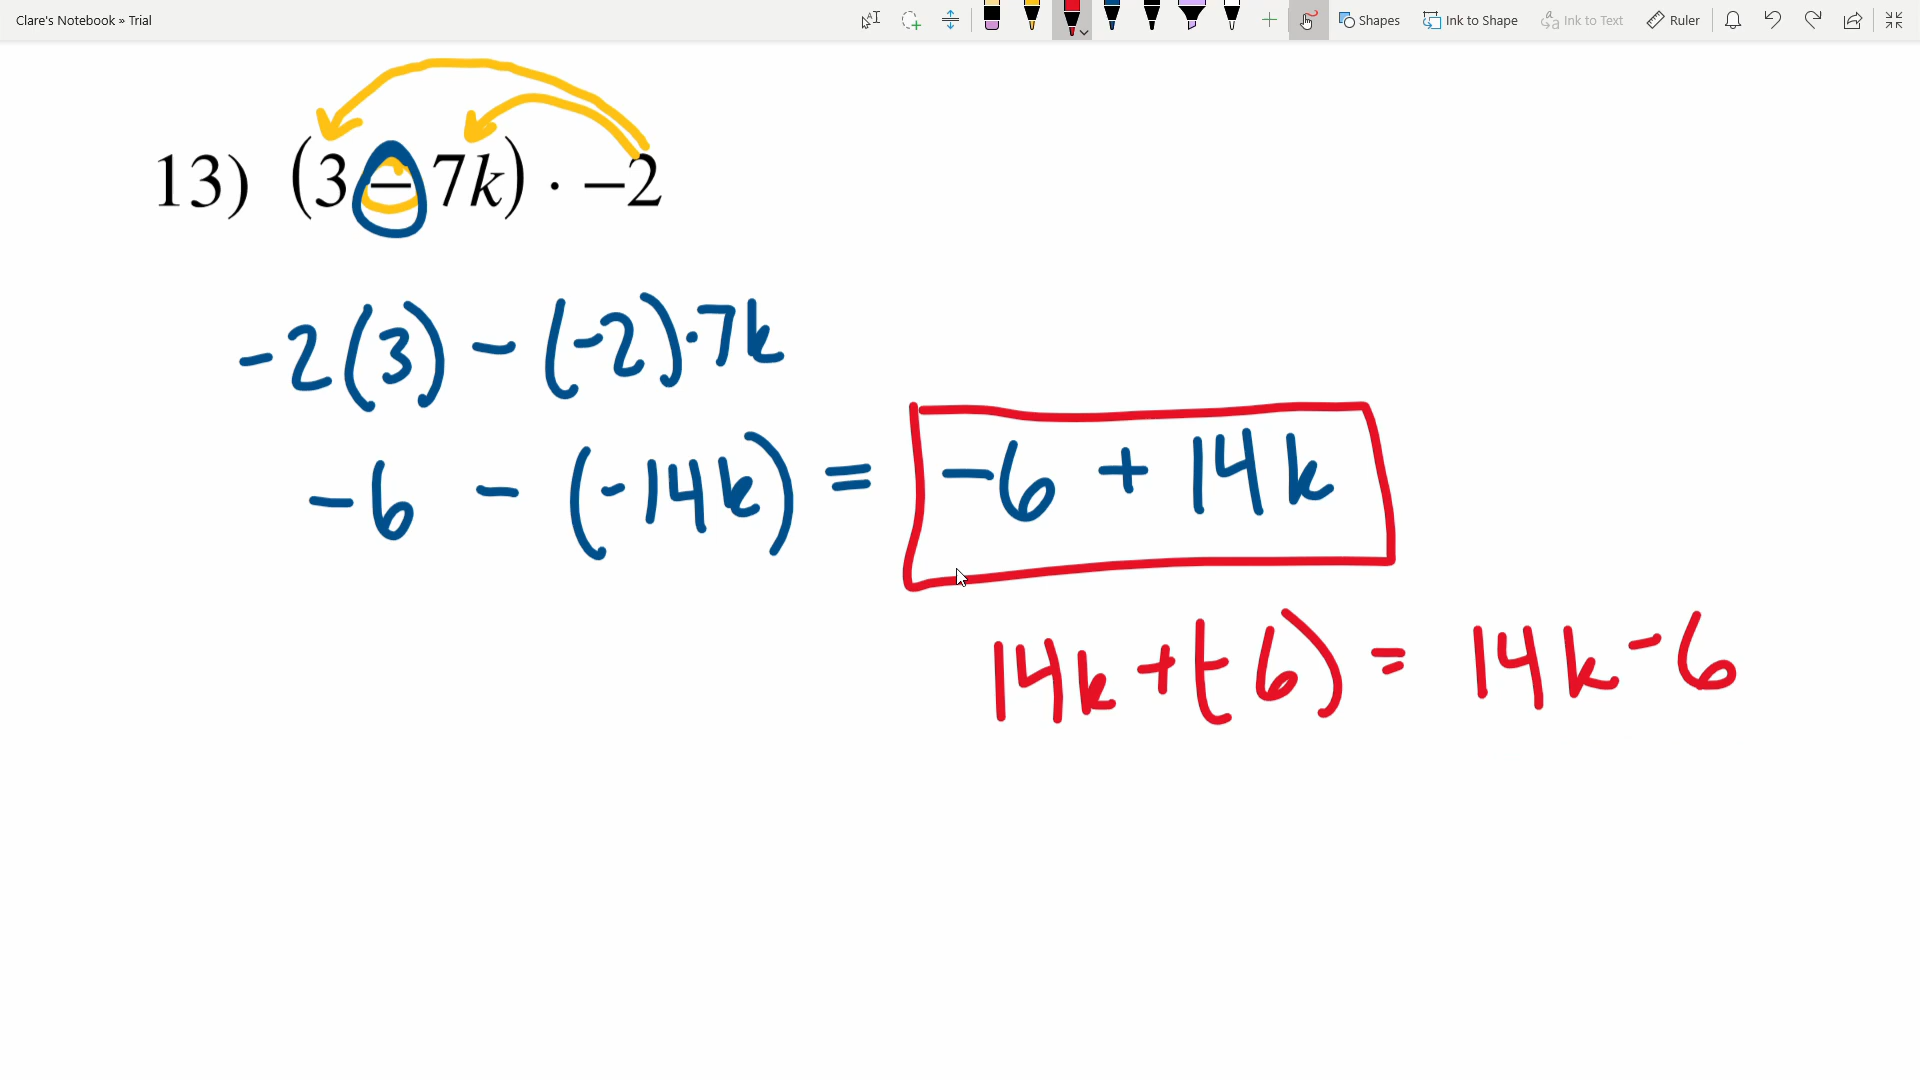 Clare's Notebook » Trial
Shapes Ink to Shape Ink to Text Ruler
13) (3 − 7k) · −2
-2(3) - (-2)·7k
-6 - (-14k) = -6 + 14k
14k+(-6) = 14k-6